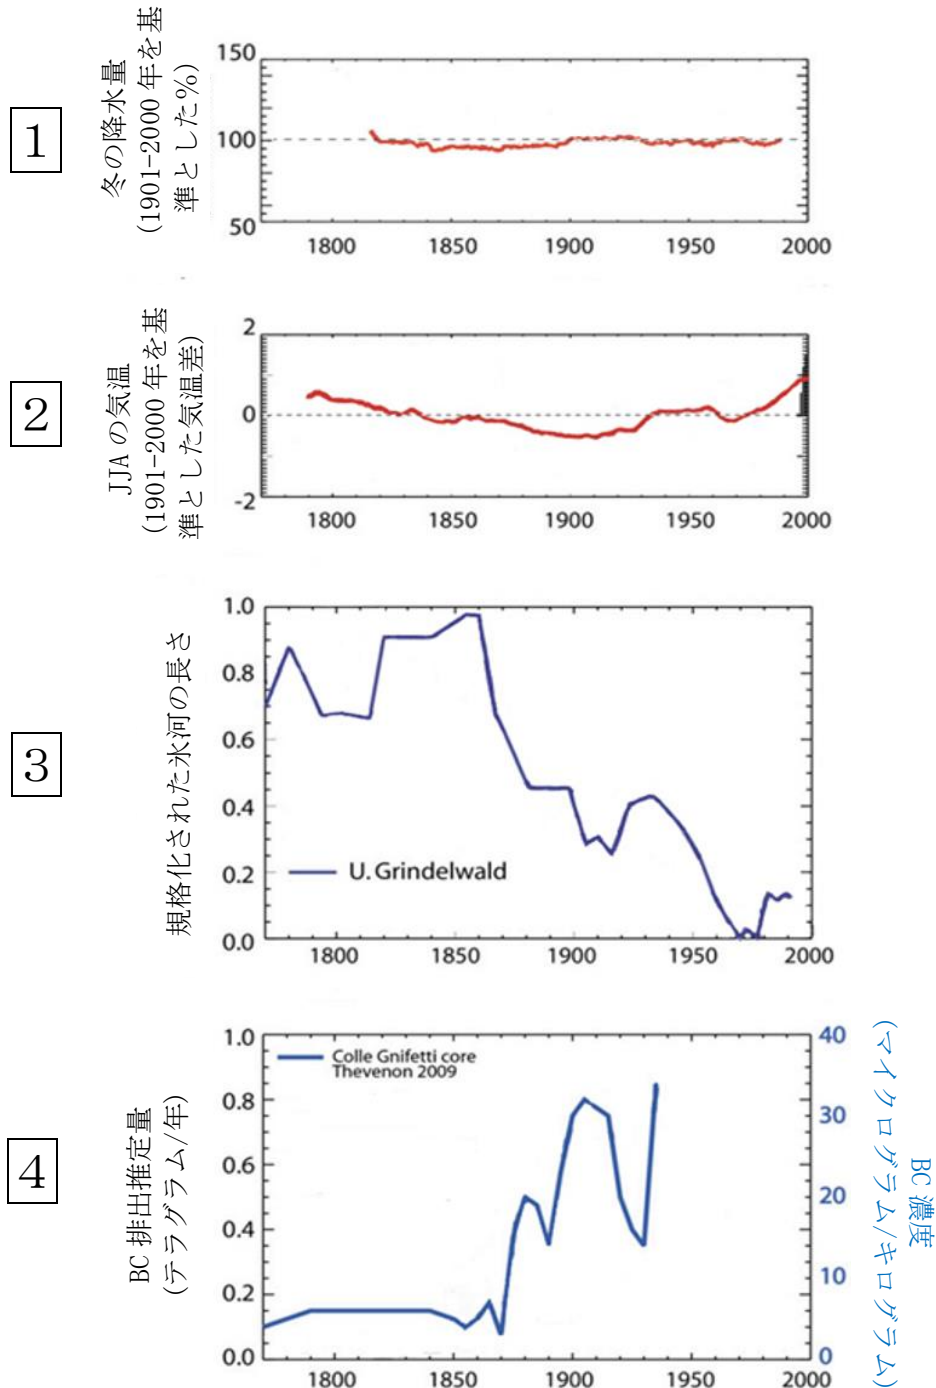 1
冬の降水量
(1901-2000 年を基
準とした%)
150
100
50
1800 1850 1900 1950 2000
2
JJA の気温
(1901-2000 年を基
準とした気温差)
2
0
-2
1800 1850 1900 1950 2000
3
規格化された氷河の長さ
1.0
0.8
0.6
0.4
0.2
0.0
U. Grindelwald
1800 1850 1900 1950 2000
4
BC 排出推定量
(テラグラム/年)
1.0
0.8
0.6
0.4
0.2
0.0
Colle Gnifetti core
Thevenon 2009
40
30
20
10
0
BC 濃度
(マイクログラム/キログラム)
1800 1850 1900 1950 2000